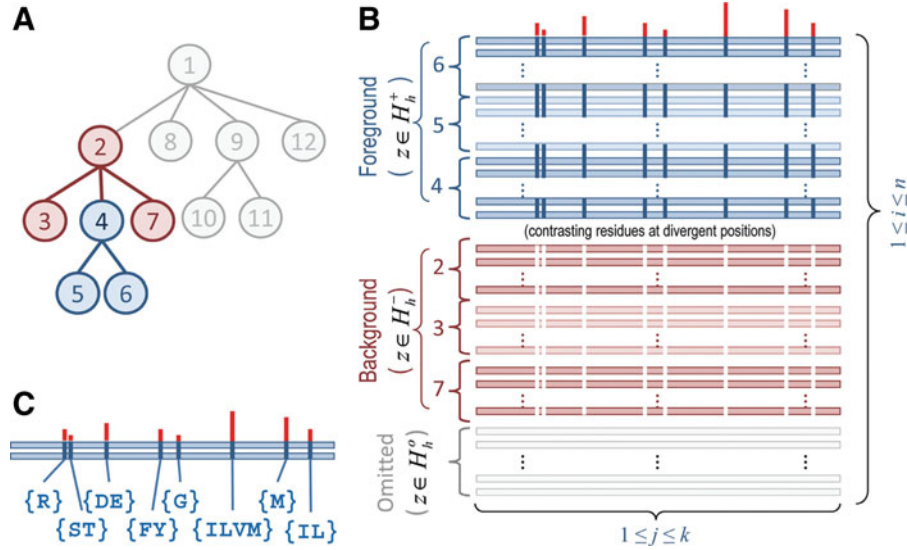 A
1
2
8
9
12
3
4
7
10
11
5
6
B
Foreground
( z ∈ H_h^+ )
6
5
4
(contrasting residues at divergent positions)
Background
( z ∈ H_h^- )
2
3
7
Omitted
( z ∈ H_h^o )
1 ≤ i ≤ n
1 ≤ j ≤ k
C
{R} {DE} {G} {M}
{ST} {FY} {ILVM} {IL}